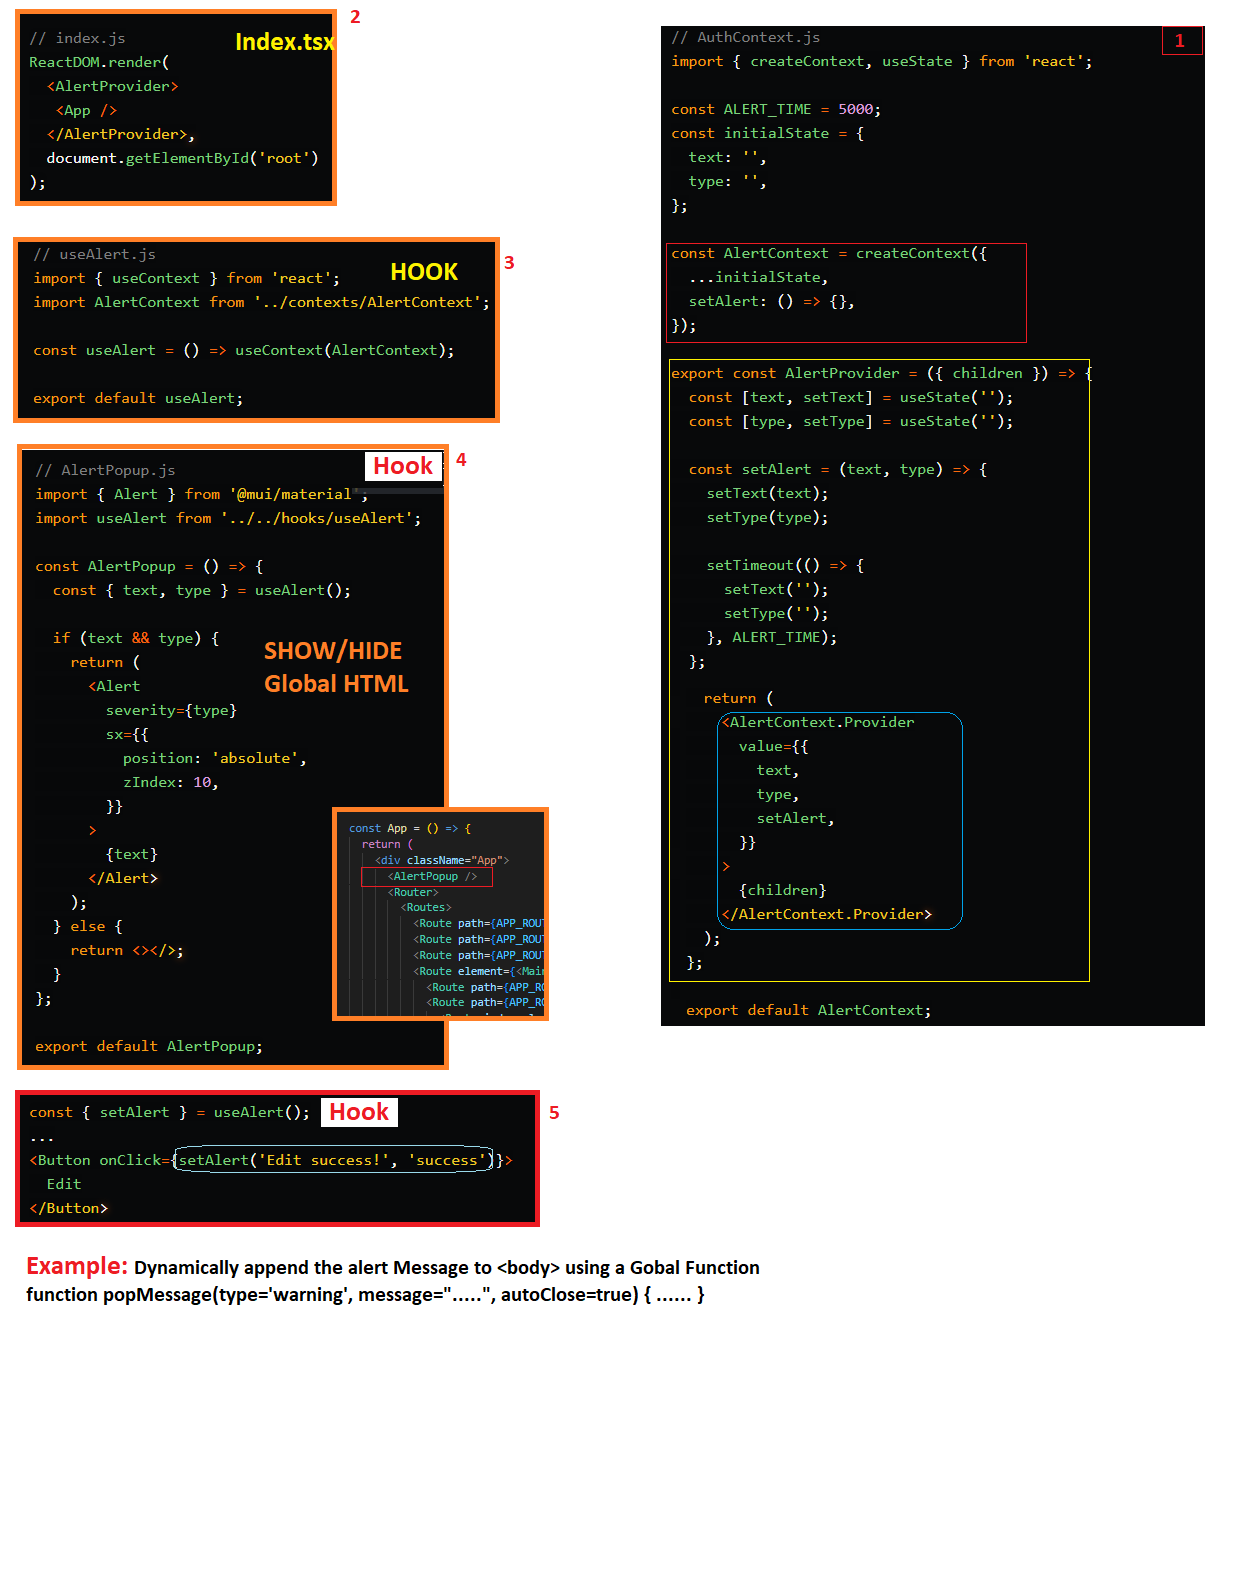 2
// index.js
Index.tsx
ReactDOM.render(
<AlertProvider>
<App />
</AlertProvider>,
document.getElementById('root')
);
3
// useAlert.js
HOOK
import { useContext } from 'react';
import AlertContext from '../contexts/AlertContext';
const useAlert = () => useContext(AlertContext);
export default useAlert;
4
Hook
// AlertPopup.js
import { Alert } from '@mui/material';
import useAlert from '../../hooks/useAlert';
const AlertPopup = () => {
const { text, type } = useAlert();
if (text && type) {
SHOW/HIDE
Global HTML
return (
<Alert
severity={type}
sx={{
position: 'absolute',
zIndex: 10,
}}
>
{text}
</Alert>
);
} else {
return <></>;
}
};
export default AlertPopup;
const App = () => {
return (
<div className="App">
<AlertPopup />
<Router>
<Routes>
<Route path={APP_ROU
<Route path={APP_ROU
<Route path={APP_ROU
<Route element={<Mai
<Route path={APP_R
<Route path={APP_R
5
const { setAlert } = useAlert();
Hook
...
<Button onClick={setAlert('Edit success!', 'success')}>
Edit
</Button>
1
// AuthContext.js
import { createContext, useState } from 'react';
const ALERT_TIME = 5000;
const initialState = {
text: '',
type: '',
};
const AlertContext = createContext({
...initialState,
setAlert: () => {},
});
export const AlertProvider = ({ children }) => {
const [text, setText] = useState('');
const [type, setType] = useState('');
const setAlert = (text, type) => {
setText(text);
setType(type);
setTimeout(() => {
setText('');
setType('');
}, ALERT_TIME);
};
return (
<AlertContext.Provider
value={{
text,
type,
setAlert,
}}
>
{children}
</AlertContext.Provider>
);
};
export default AlertContext;
Example: Dynamically append the alert Message to <body> using a Gobal Function
function popMessage(type='warning', message=".....", autoClose=true) { ...... }